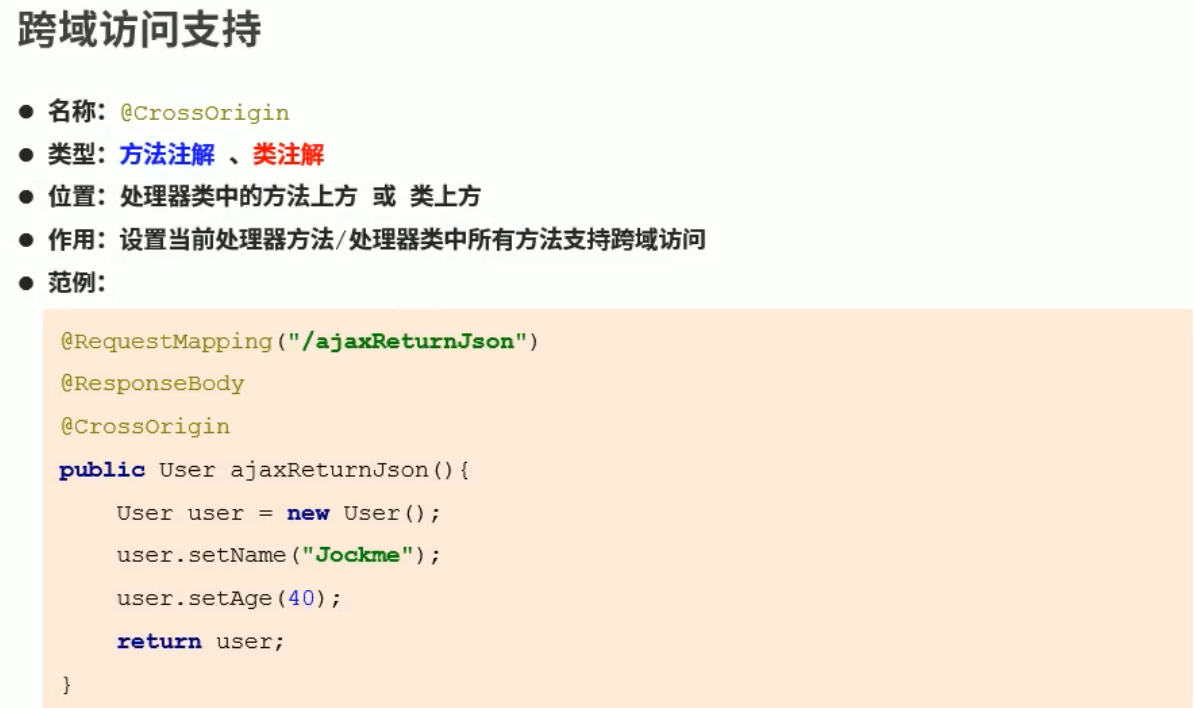 跨域访问支持
● 名称：@CrossOrigin
● 类型：方法注解 、类注解
● 位置：处理器类中的方法上方 或 类上方
● 作用：设置当前处理器方法/处理器类中所有方法支持跨域访问
● 范例：
@RequestMapping("/ajaxReturnJson")
@ResponseBody
@CrossOrigin
public User ajaxReturnJson(){
    User user = new User();
    user.setName("Jockme");
    user.setAge(40);
    return user;
}